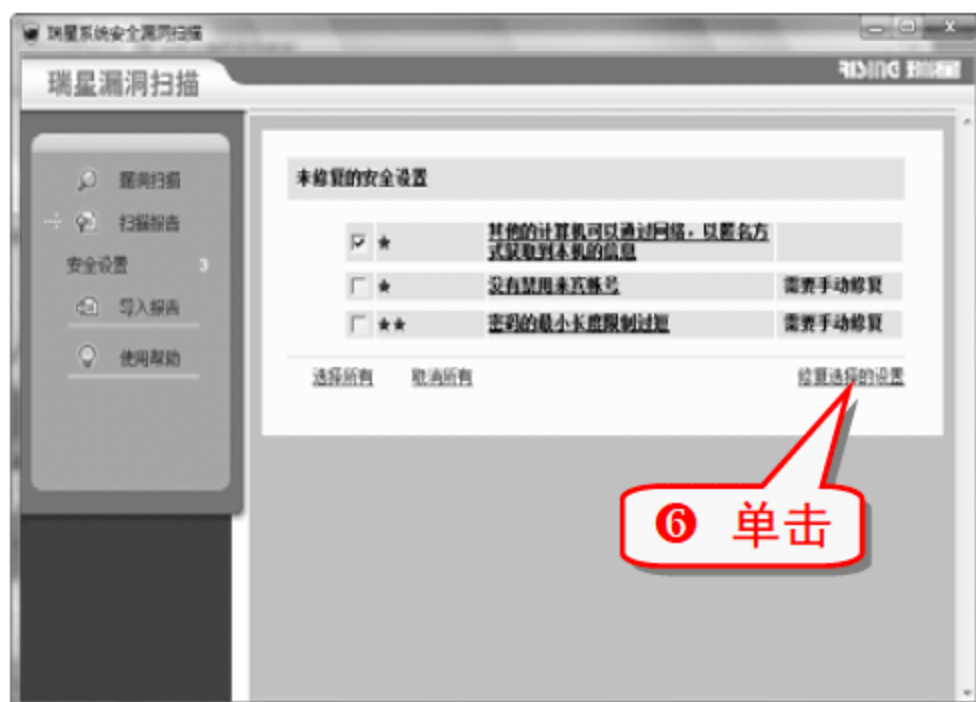 瑞星系统安全漏洞扫描
瑞星漏洞扫描
RISING 瑞星
漏洞扫描
扫描报告
安全设置 3
导入报告
使用帮助
未修复的安全设置
★ 其他的计算机可以通过网络，以匿名方
式获取到本机的信息
★ 没有禁用来宾帐号 需要手动修复
★★ 密码的最小长度限制过短 需要手动修复
选择所有 取消所有 修复选择的设置
❻ 单击